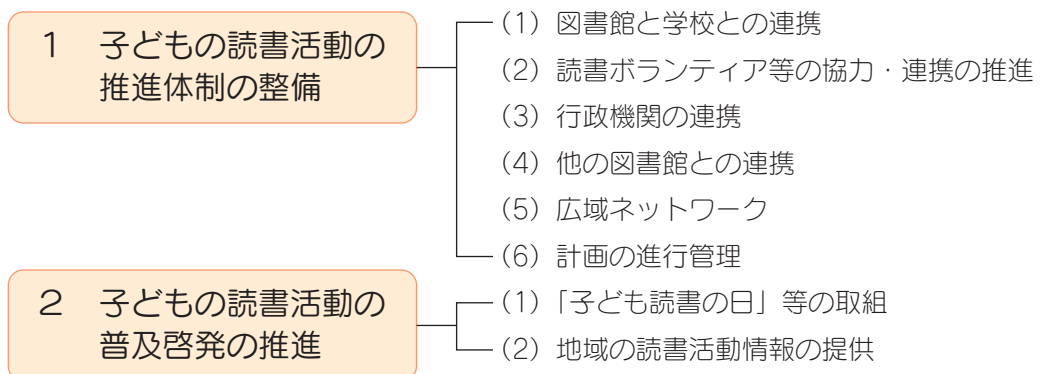 1 子どもの読書活動の
推進体制の整備
(1) 図書館と学校との連携
(2) 読書ボランティア等の協力・連携の推進
(3) 行政機関の連携
(4) 他の図書館との連携
(5) 広域ネットワーク
(6) 計画の進行管理
2 子どもの読書活動の
普及啓発の推進
(1)「子ども読書の日」等の取組
(2) 地域の読書活動情報の提供